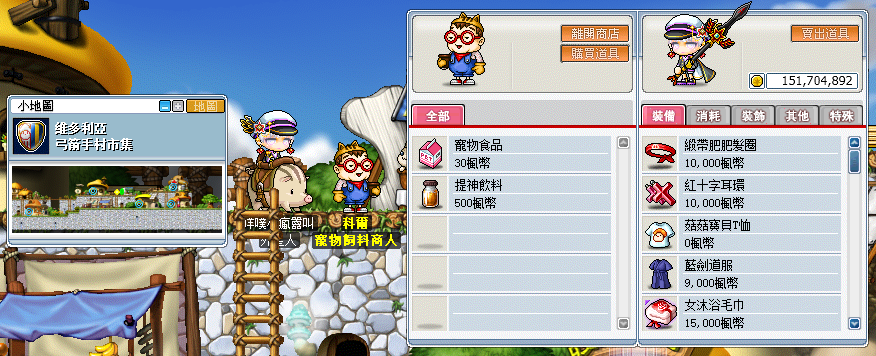 小地圖
地圖
維多利亞
弓箭手村市集
科爾
寵物飼料商人
離開商店
購買道具
全部
寵物食品
30楓幣
提神飲料
500楓幣
賣出道具
151,704,892
裝備
消耗
裝飾
其他
特殊
緞帶肥肥髮圈
10,000楓幣
紅十字耳環
10,000楓幣
菇菇寶貝T恤
0楓幣
藍劍道服
9,000楓幣
女沐浴毛巾
15,000楓幣